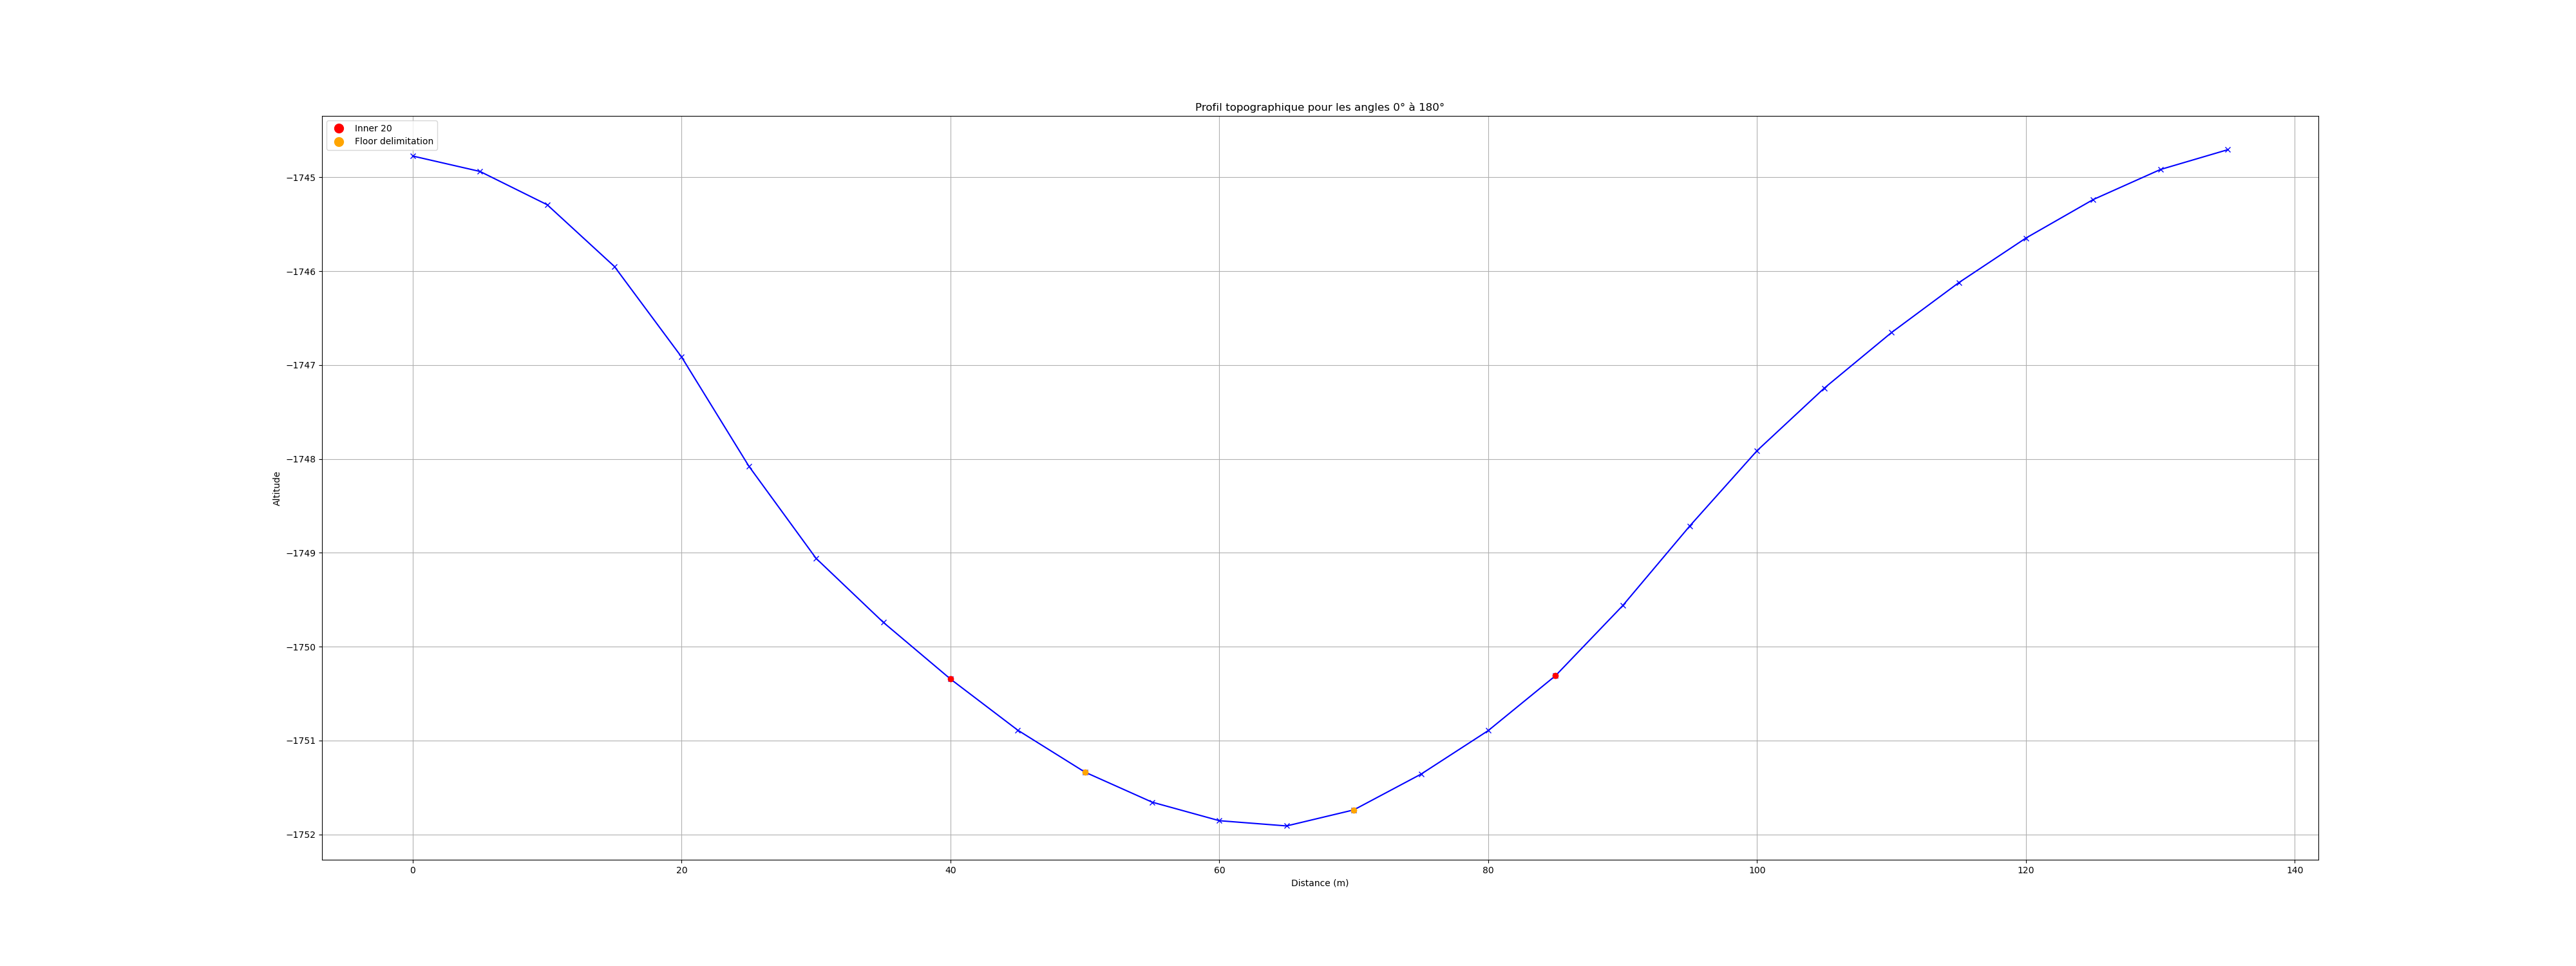 Profil topographique pour les angles 0° à 180°
Inner 20
Floor delimitation
−1745
−1746
−1747
−1748
−1749
−1750
−1751
−1752
Altitude
0 20 40 60 80 100 120 140
Distance (m)